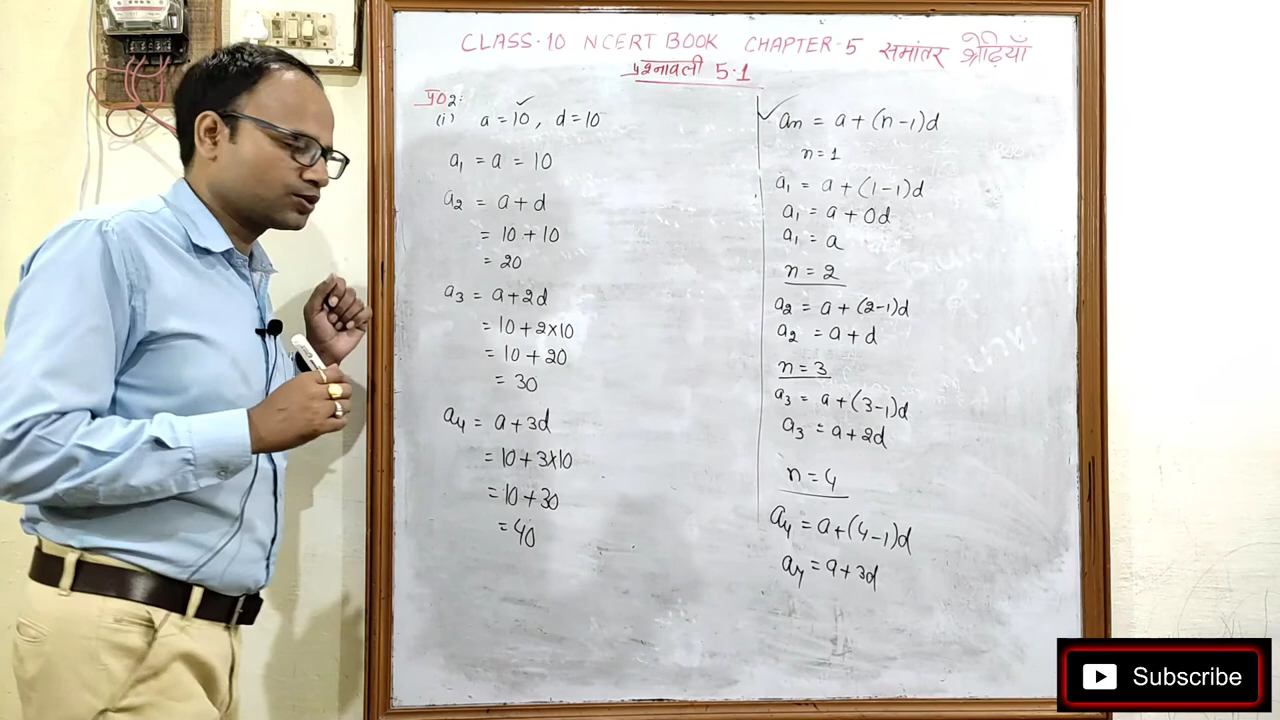 CLASS-10 NCERT BOOK CHAPTER-5 समांतर श्रेढ़ियाँ
प्रश्नावली 5.1
प्र02:
(i) a = 10, d = 10
a₁ = a = 10
a₂ = a + d
= 10 + 10
= 20
a₃ = a + 2d
= 10 + 2×10
= 10 + 20
= 30
a₄ = a + 3d
= 10 + 3×10
= 10 + 30
= 40
aₙ = a + (n-1)d
n = 1
a₁ = a + (1-1)d
a₁ = a + 0d
a₁ = a
n = 2
a₂ = a + (2-1)d
a₂ = a + d
n = 3
a₃ = a + (3-1)d
a₃ = a + 2d
n = 4
a₄ = a + (4-1)d
a₄ = a + 3d
Subscribe